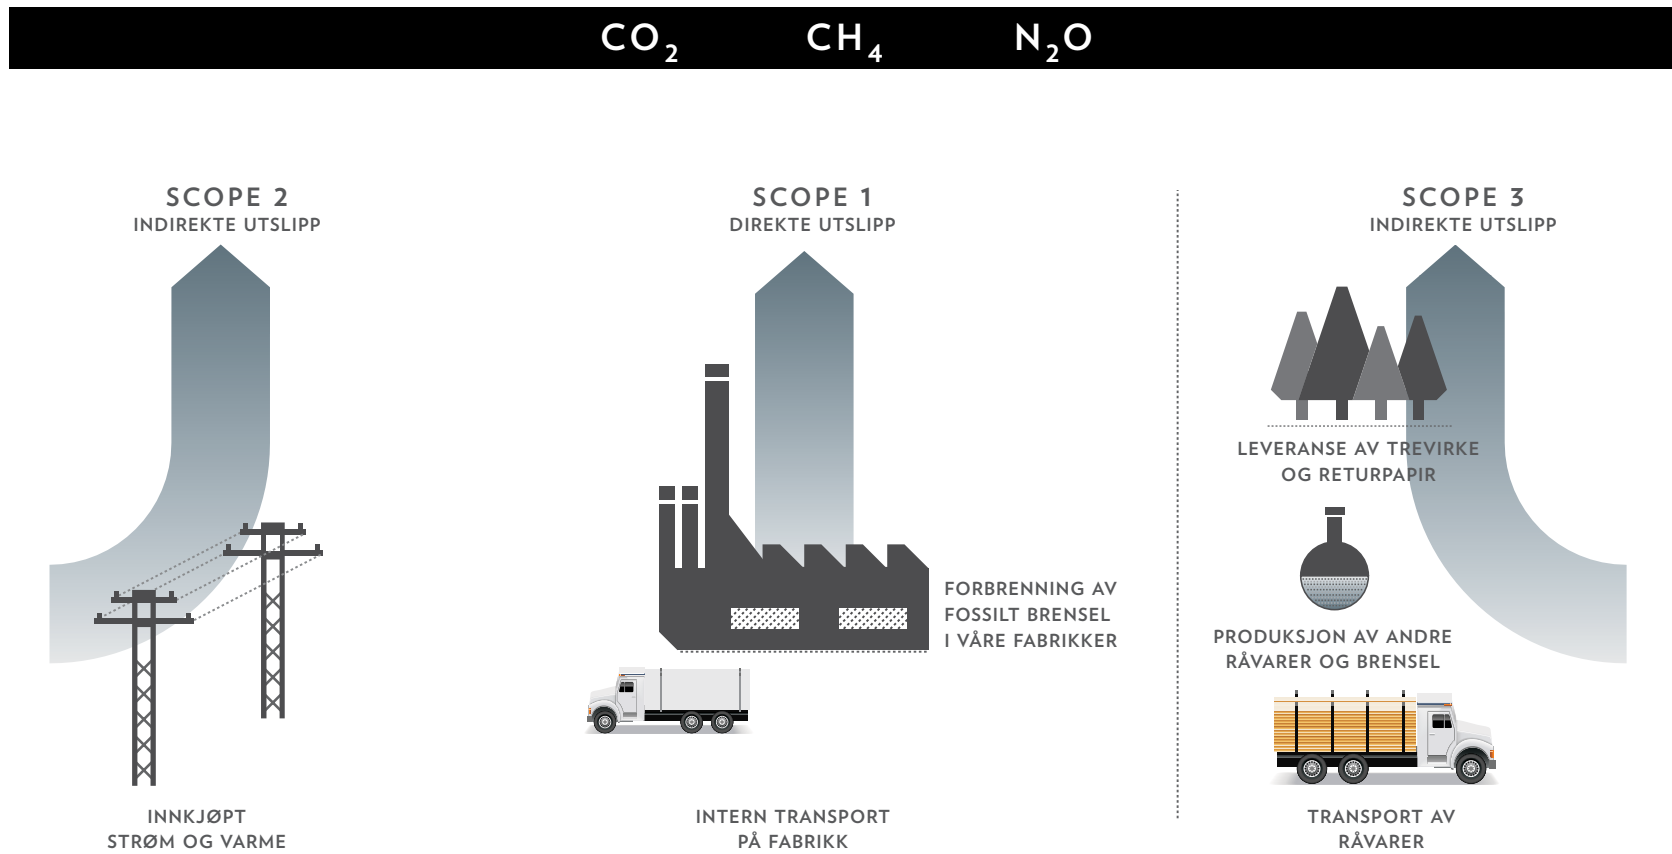 CO₂ CH₄ N₂O
SCOPE 2
INDIREKTE UTSLIPP
INNKJØPT
STRØM OG VARME
SCOPE 1
DIREKTE UTSLIPP
FORBRENNING AV
FOSSILT BRENSEL
I VÅRE FABRIKKER
INTERN TRANSPORT
PÅ FABRIKK
SCOPE 3
INDIREKTE UTSLIPP
LEVERANSE AV TREVIRKE
OG RETURPAPIR
PRODUKSJON AV ANDRE
RÅVARER OG BRENSEL
TRANSPORT AV
RÅVARER